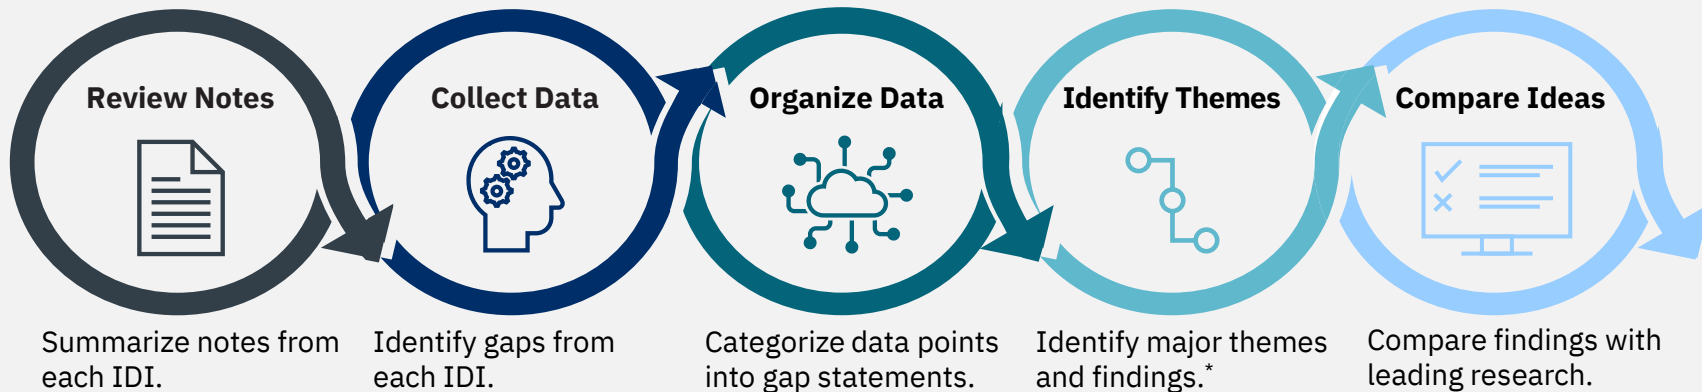 Review Notes
Collect Data
Organize Data
Identify Themes
Compare Ideas
Summarize notes from
each IDI.
Identify gaps from
each IDI.
Categorize data points
into gap statements.
Identify major themes
and findings.*
Compare findings with
leading research.